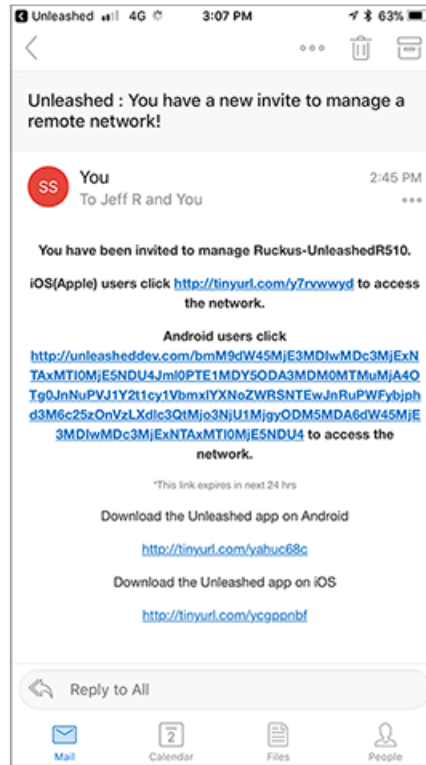 Unleashed 4G 3:07 PM 63%
Unleashed : You have a new invite to manage a
remote network!
SS
You
2:45 PM
To Jeff R and You
You have been invited to manage Ruckus-UnleashedR510.
iOS(Apple) users click http://tinyurl.com/y7rvwwyd to access
the network.
Android users click
http://unleasheddev.com/bmM9dW45MjE3MDIwMDc3MjExN
TAxMTI0MjE5NDU4Jml0PTE1MDY5ODA3MDM0MTMuMjA4O
Tg0JnNuPVJ1Y2t1cy1VbmxlYXNoZWRSNTEwJnRuPWFybjph
d3M6c25zOnVzLXdlc3QtMjo3NjU1MjgyODM5MDA6dW45MjE
3MDIwMDc3MjExNTAxMTI0MjE5NDU4 to access the
network.
*This link expires in next 24 hrs
Download the Unleashed app on Android
http://tinyurl.com/yahuc68c
Download the Unleashed app on iOS
http://tinyurl.com/ycgppnbf
Reply to All
2
Mail Calendar Files People